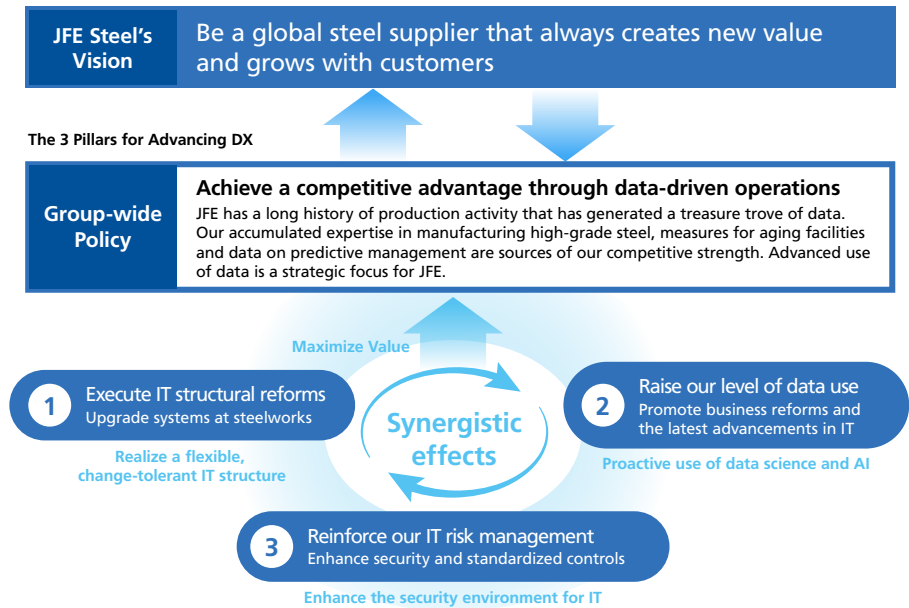 JFE Steel's
Vision
Be a global steel supplier that always creates new value
and grows with customers
The 3 Pillars for Advancing DX
Group-wide
Policy
Achieve a competitive advantage through data-driven operations
JFE has a long history of production activity that has generated a treasure trove of data.
Our accumulated expertise in manufacturing high-grade steel, measures for aging facilities
and data on predictive management are sources of our competitive strength. Advanced use
of data is a strategic focus for JFE.
Maximize Value
1
Execute IT structural reforms
Upgrade systems at steelworks
Realize a flexible,
change-tolerant IT structure
Synergistic
effects
2
Raise our level of data use
Promote business reforms and
the latest advancements in IT
Proactive use of data science and AI
3
Reinforce our IT risk management
Enhance security and standardized controls
Enhance the security environment for IT